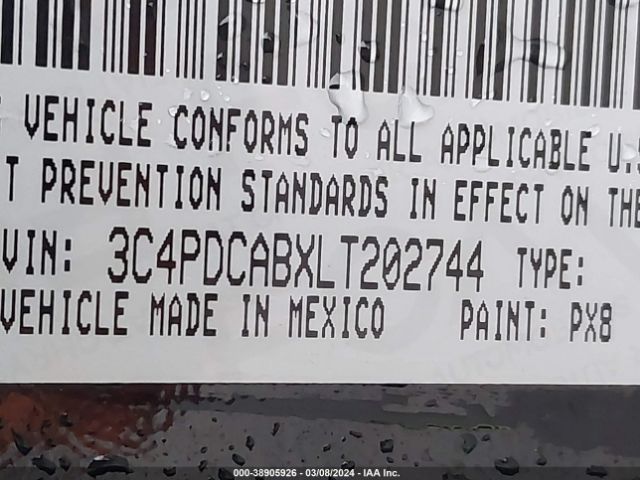 VEHICLE CONFORMS TO ALL APPLICABLE U.S
T PREVENTION STANDARDS IN EFFECT ON THE
VIN: 3C4PDCABXLT202744 TYPE:
VEHICLE MADE IN MEXICO PAINT: PX8
000-38905926 - 03/08/2024 - IAA Inc.